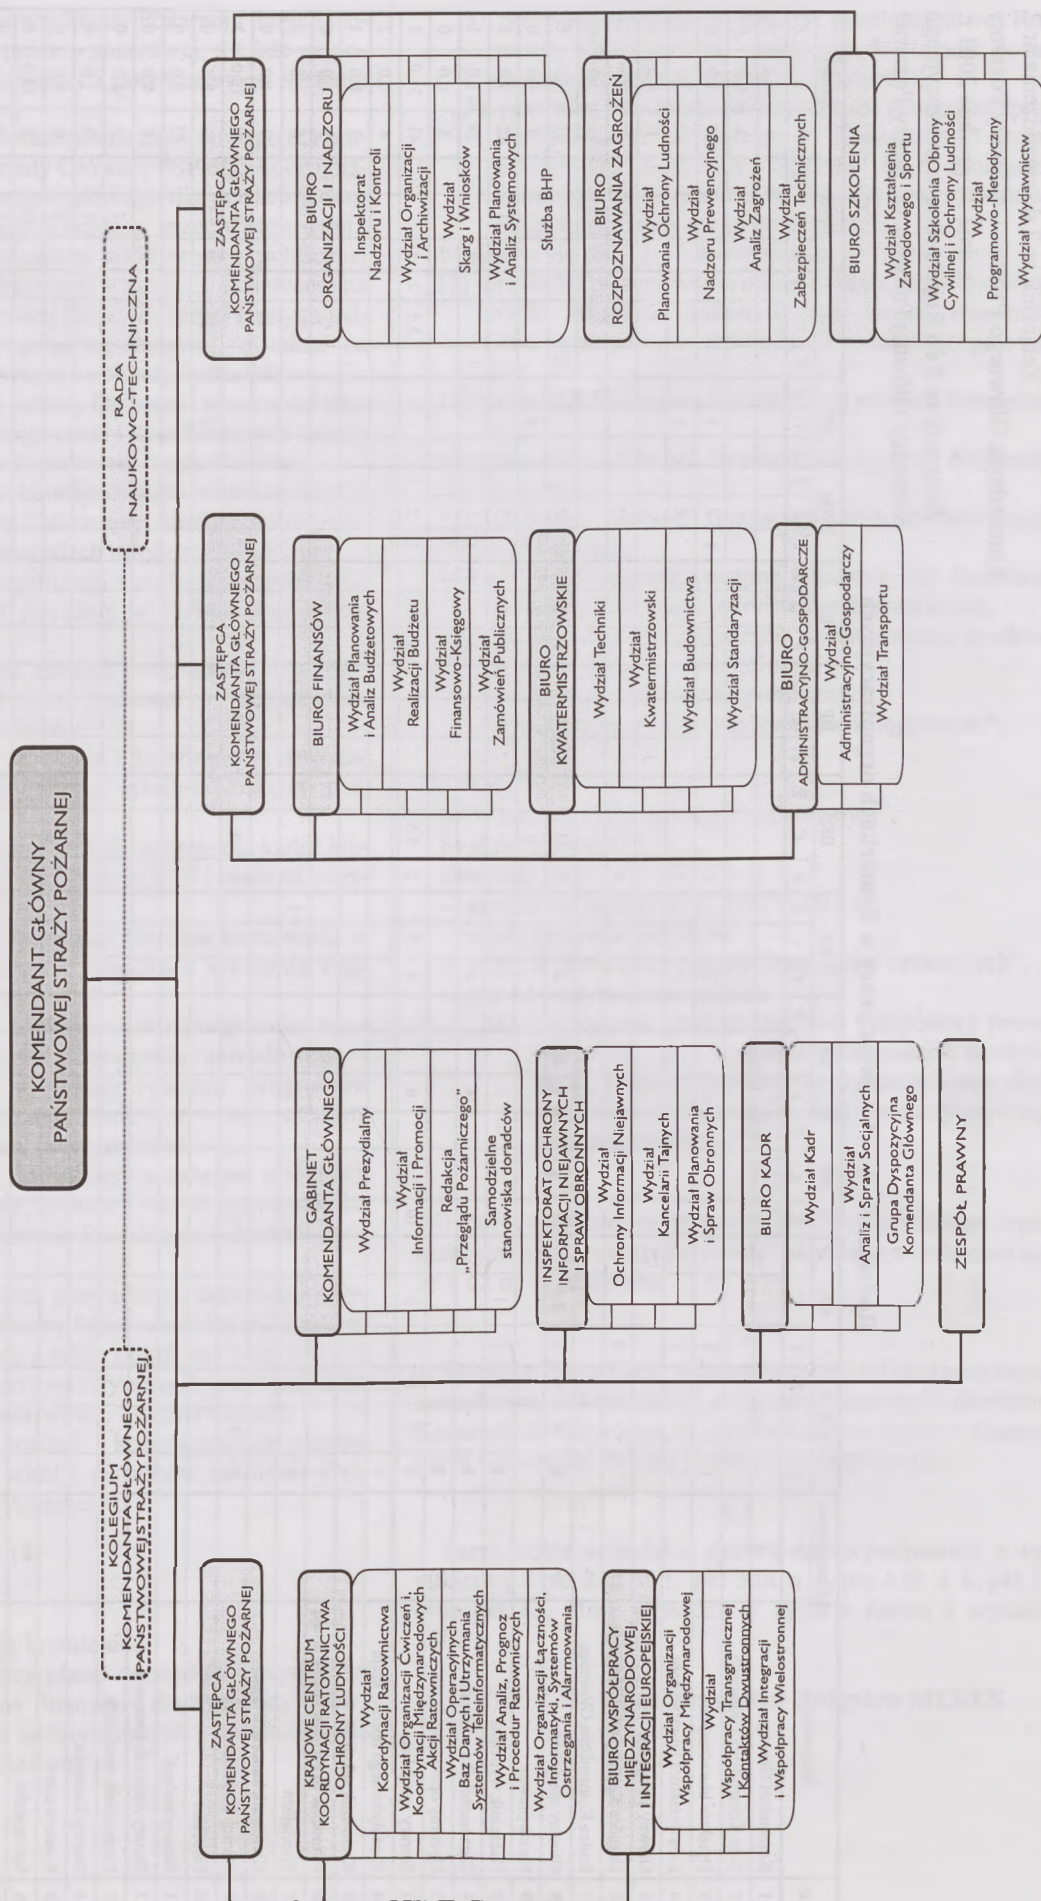 KOMENDANT GŁÓWNY
PAŃSTWOWEJ STRAŻY POŻARNEJ
KOLEGIUM
KOMENDANTA GŁÓWNEGO
PAŃSTWOWEJ STRAŻY POŻARNEJ
RADA
NAUKOWO-TECHNICZNA
ZASTĘPCA
KOMENDANTA GŁÓWNEGO
PAŃSTWOWEJ STRAŻY POŻARNEJ
KRAJOWE CENTRUM
KOORDYNACJI RATOWNICTWA
I OCHRONY LUDNOŚCI
Wydział
Koordynacji Ratownictwa
Wydział Organizacji Ćwiczeń i
Koordynacji Międzynarodowych
Akcji Ratowniczych
Wydział Operacyjnych
Baz Danych i Utrzymania
Systemów Teleinformatycznych
Wydział Analiz, Prognoz
i Procedur Ratowniczych
Wydział Organizacji Łączności,
Informatyki, Systemów
Ostrzegania i Alarmowania
BIURO WSPÓŁPRACY
MIĘDZYNARODOWEJ
I INTEGRACJI EUROPEJSKIEJ
Wydział Organizacji
Współpracy Międzynarodowej
Wydział
Współpracy Transgranicznej
i Kontaktów Dwustronnych
Wydział Integracji
i Współpracy Wielostronnej
GABINET
KOMENDANTA GŁÓWNEGO
Wydział Prezydialny
Wydział
Informacji i Promocji
Redakcja
„Przeglądu Pożarniczego”
Samodzielne
stanowiska doradców
INSPEKTORAT OCHRONY
INFORMACJI NIEJAWNYCH
I SPRAW OBRONNYCH
Wydział
Ochrony Informacji Niejawnych
Wydział
Kancelarii Tajnych
Wydział Planowania
i Spraw Obronnych
BIURO KADR
Wydział Kadr
Wydział
Analiz i Spraw Socjalnych
Grupa Dyspozycyjna
Komendanta Głównego
ZESPÓŁ PRAWNY
ZASTĘPCA
KOMENDANTA GŁÓWNEGO
PAŃSTWOWEJ STRAŻY POŻARNEJ
BIURO FINANSÓW
Wydział Planowania
i Analiz Budżetowych
Wydział
Realizacji Budżetu
Wydział
Finansowo-Księgowy
Wydział
Zamówień Publicznych
BIURO
KWATERMISTRZOWSKIE
Wydział Techniki
Wydział
Kwatermistrzowski
Wydział Budownictwa
Wydział Standaryzacji
BIURO
ADMINISTRACYJNO-GOSPODARCZE
Wydział
Administracyjno-Gospodarczy
Wydział Transportu
ZASTĘPCA
KOMENDANTA GŁÓWNEGO
PAŃSTWOWEJ STRAŻY POŻARNEJ
BIURO
ORGANIZACJI I NADZORU
Inspektorat
Nadzoru i Kontroli
Wydział Organizacji
i Archiwizacji
Wydział
Skarg i Wniosków
Wydział Planowania
i Analiz Systemowych
Służba BHP
BIURO
ROZPOZNAWANIA ZAGROŻEŃ
Wydział
Planowania Ochrony Ludności
Wydział
Nadzoru Prewencyjnego
Wydział
Analiz Zagrożeń
Wydział
Zabezpieczeń Technicznych
BIURO SZKOLENIA
Wydział Kształcenia
Zawodowego i Sportu
Wydział Szkolenia Obrony
Cywilnej i Ochrony Ludności
Wydział
Programowo-Metodyczny
Wydział Wydawnictw